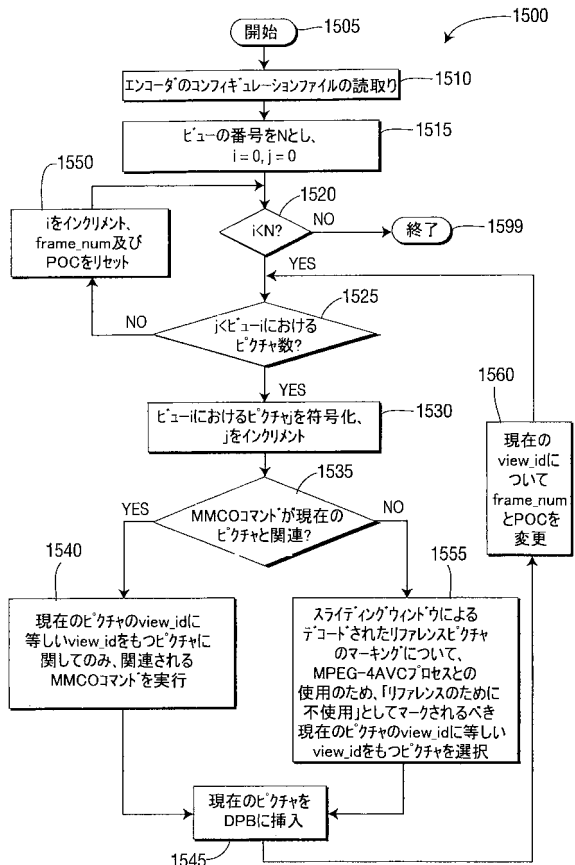 1500
開始
1505
エンコーダのコンフィギュレーションファイルの読取り
1510
ビューの番号をNとし、
i = 0, j = 0
1515
1550
iをインクリメント、
frame_num及び
POCをリセット
1520
i<N?
NO
終了
1599
YES
1525
j<ビューiにおける
ピクチャ数?
NO
YES
1530
ビューiにおけるピクチャjを符号化、
jをインクリメント
1560
現在の
view_idに
ついて
frame_num
とPOCを
変更
1535
MMCOコマンドが現在の
ピクチャと関連?
YES
NO
1540
現在のピクチャのview_idに
等しいview_idをもつピクチャに
関してのみ、関連される
MMCOコマンドを実行
1555
スライディングウィンドウによる
デコードされたリファレンスピクチャ
のマーキングについて、
MPEG-4AVCプロセスとの
使用のため、「リファレンスのために
不使用」としてマークされるべき
現在のピクチャのview_idに等しい
view_idをもつピクチャを選択
現在のピクチャを
DPBに挿入
1545